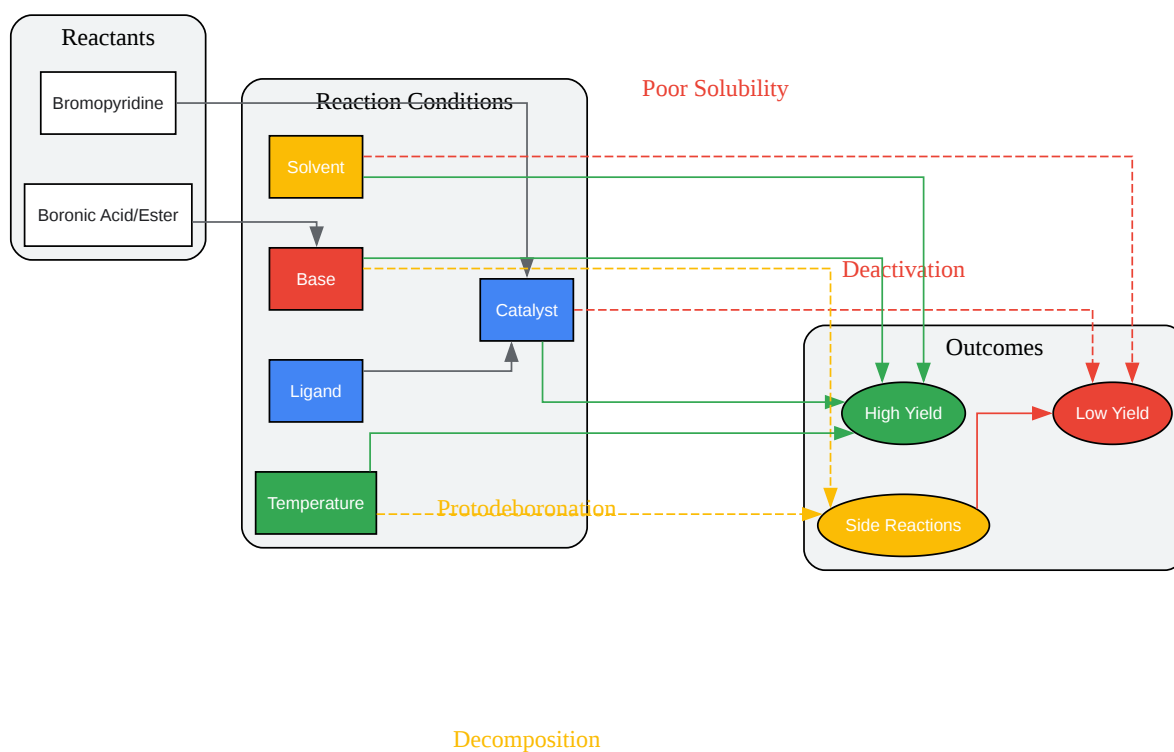 Reactants
Bromopyridine
Boronic Acid/Ester
Reaction Conditions
Solvent
Base
Catalyst
Ligand
Temperature
Poor Solubility
Deactivation
Protodeboronation
Decomposition
Outcomes
High Yield
Low Yield
Side Reactions